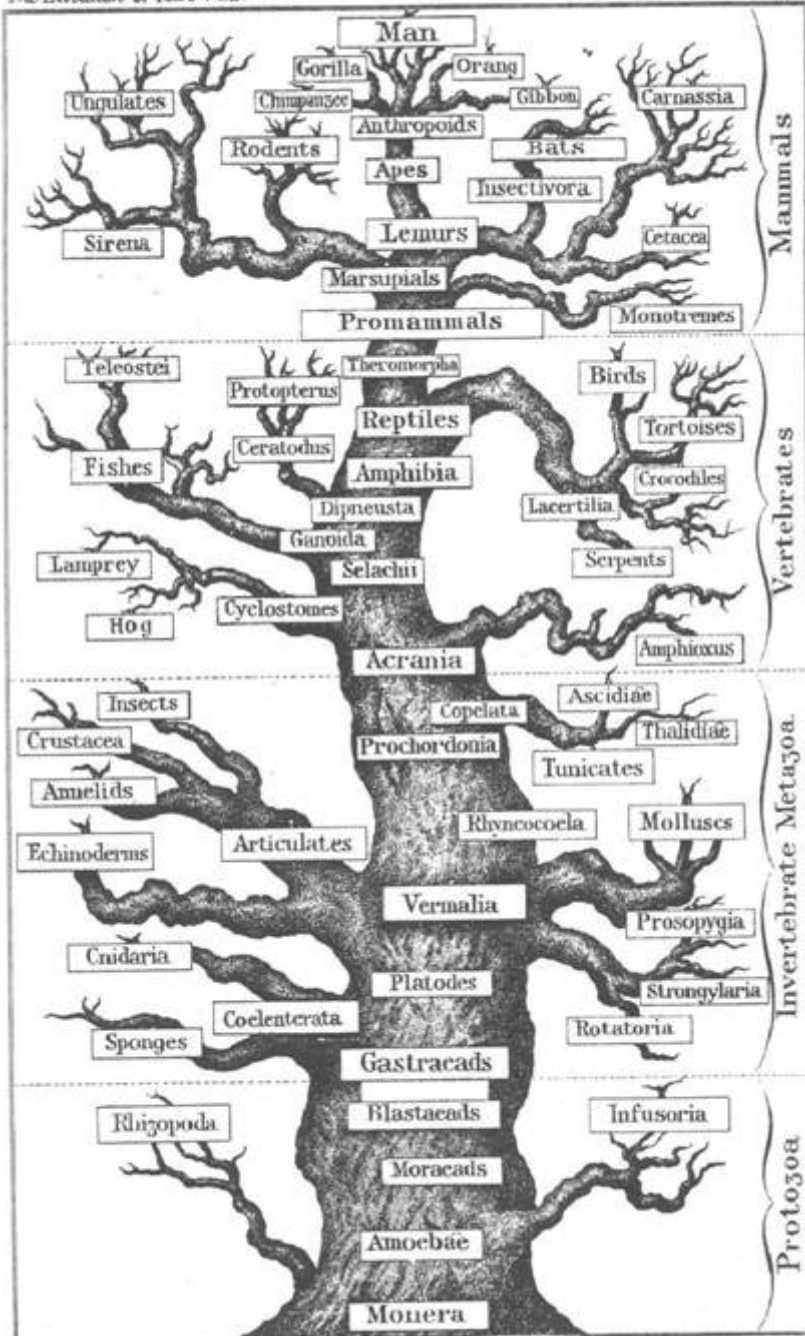 Man
Gorilla
Orang
Ungulates
Chimpanzee
Gibbon
Carnassia
Anthropoids
Rodents
Bats
Apes
Insectivora
Sirena
Lemurs
Cetacea
Marsupials
Promammals
Monotremes
Mammals
Teleostei
Theromorpha
Birds
Protopterus
Reptiles
Tortoises
Ceratodus
Fishes
Amphibia
Crocodiles
Dipneusta
Lacertilia
Ganoida
Lamprey
Selachii
Serpents
Hog
Cyclostomes
Acrania
Amphioxus
Vertebrates
Insects
Ascidiae
Copelata
Crustacea
Thalidiae
Prochordonia
Tunicates
Annelids
Articulates
Rhyncocoela
Molluscs
Echinoderms
Vermalia
Prosopygia
Cnidaria
Platodes
Strongylaria
Coelenterata
Rotatoria
Sponges
Gastraeads
Invertebrate Metazoa
Rhizopoda
Blastaeads
Infusoria
Moraeads
Amoebae
Monera
Protozoa